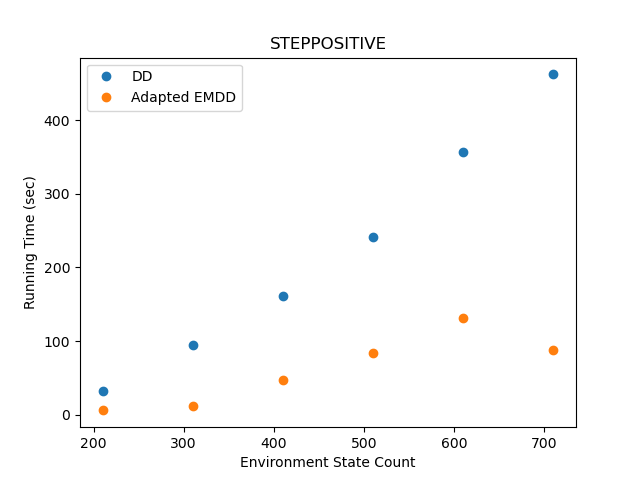 STEPPOSITIVE
DD
Adapted EMDD
Running Time (sec)
400
300
200
100
0
200 300 400 500 600 700
Environment State Count